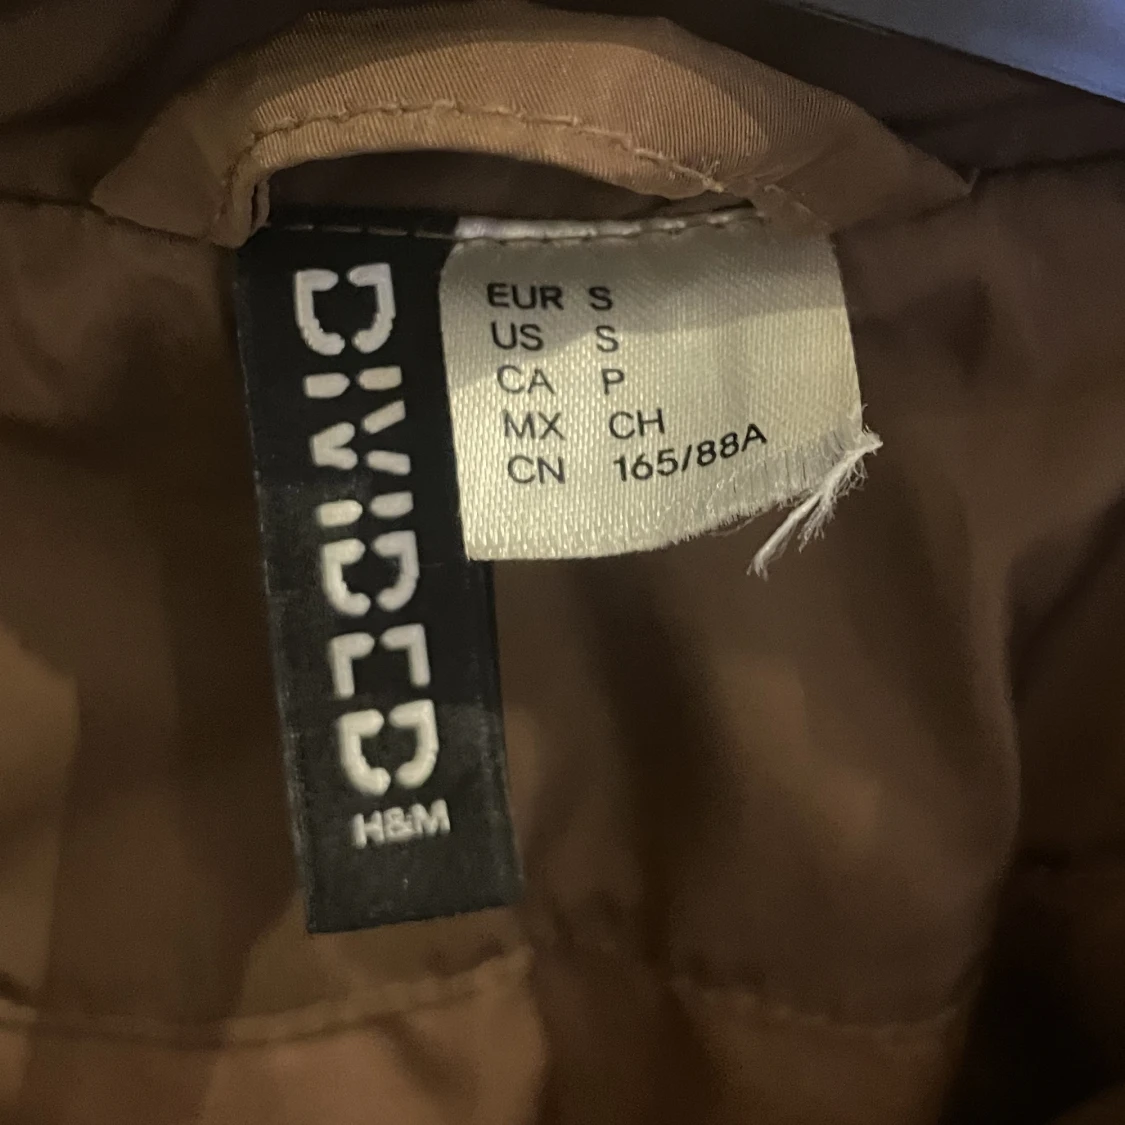 DIVIDED
H&M
EUR S
US S
CA P
MX CH
CN 165/88A